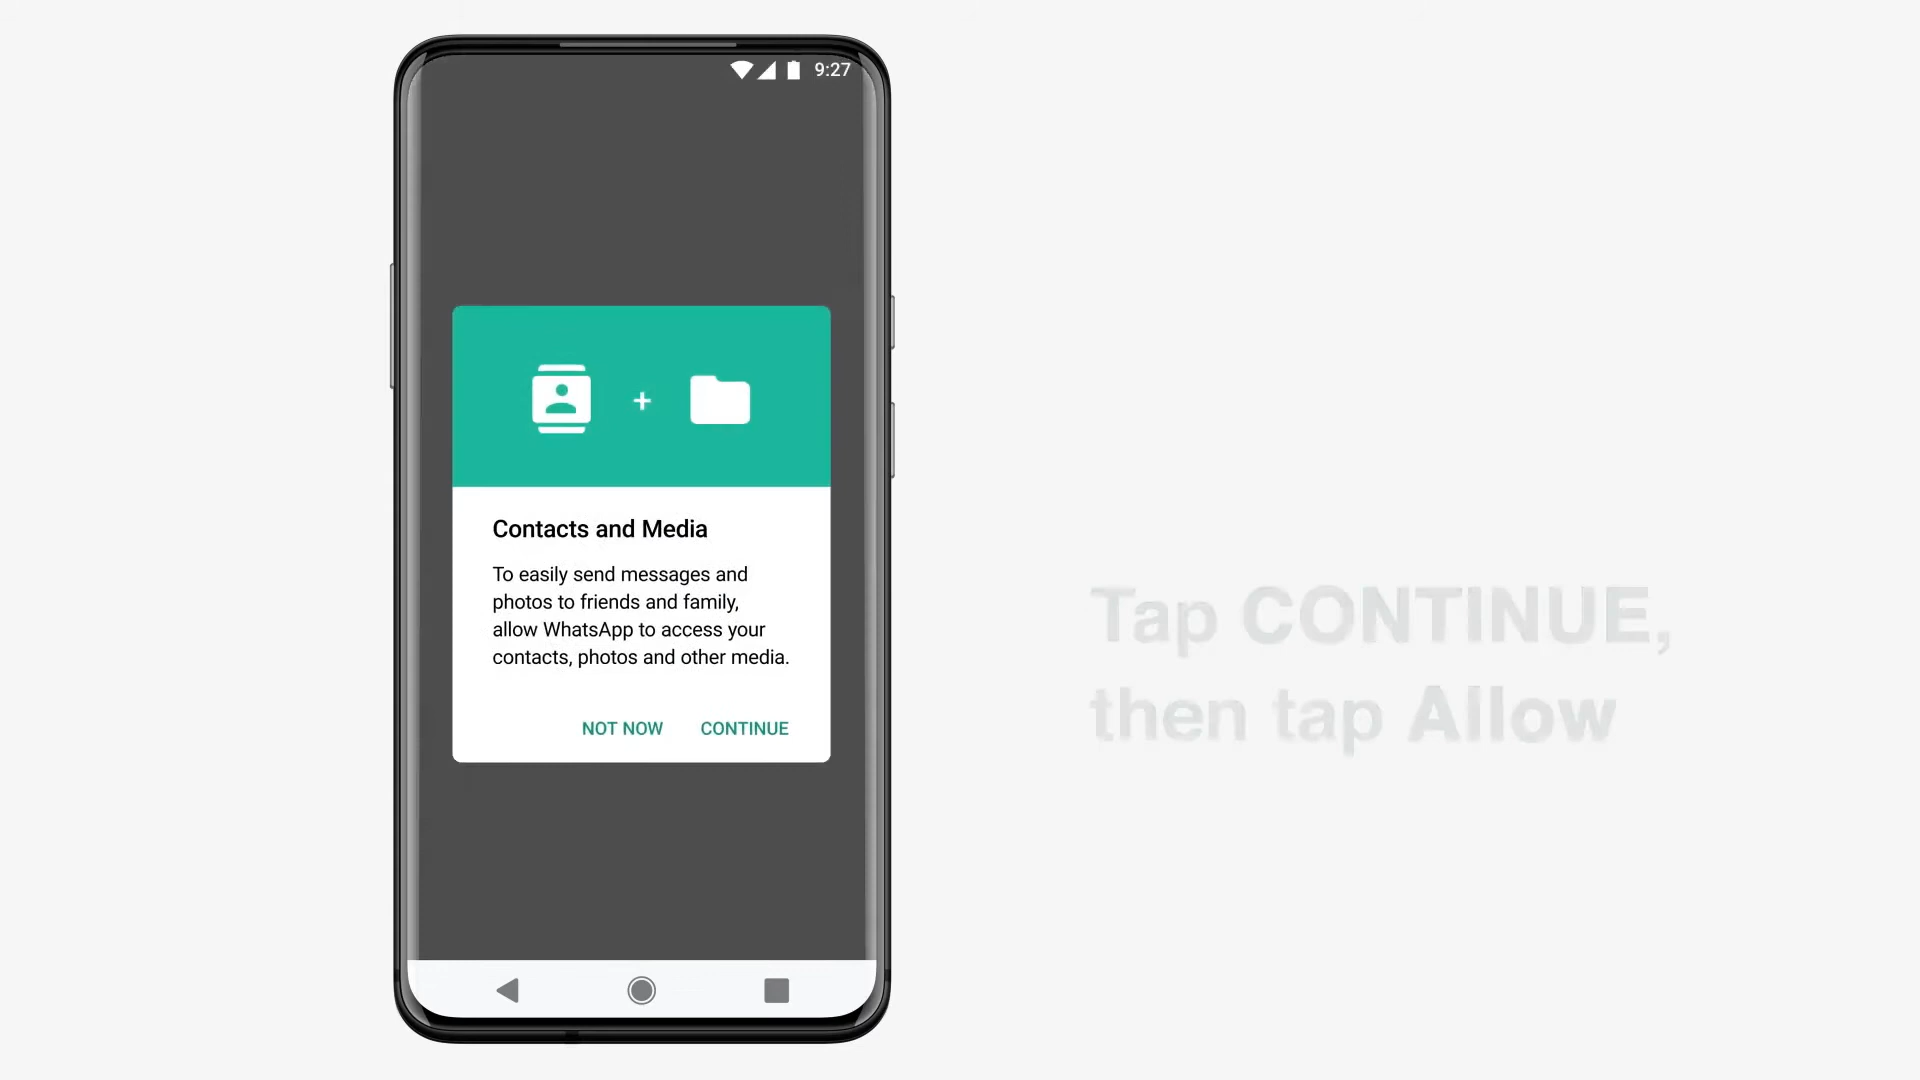 9:27
Contacts and Media
To easily send messages and
photos to friends and family,
allow WhatsApp to access your
contacts, photos and other media.
NOT NOW CONTINUE
Tap CONTINUE,
then tap Allow